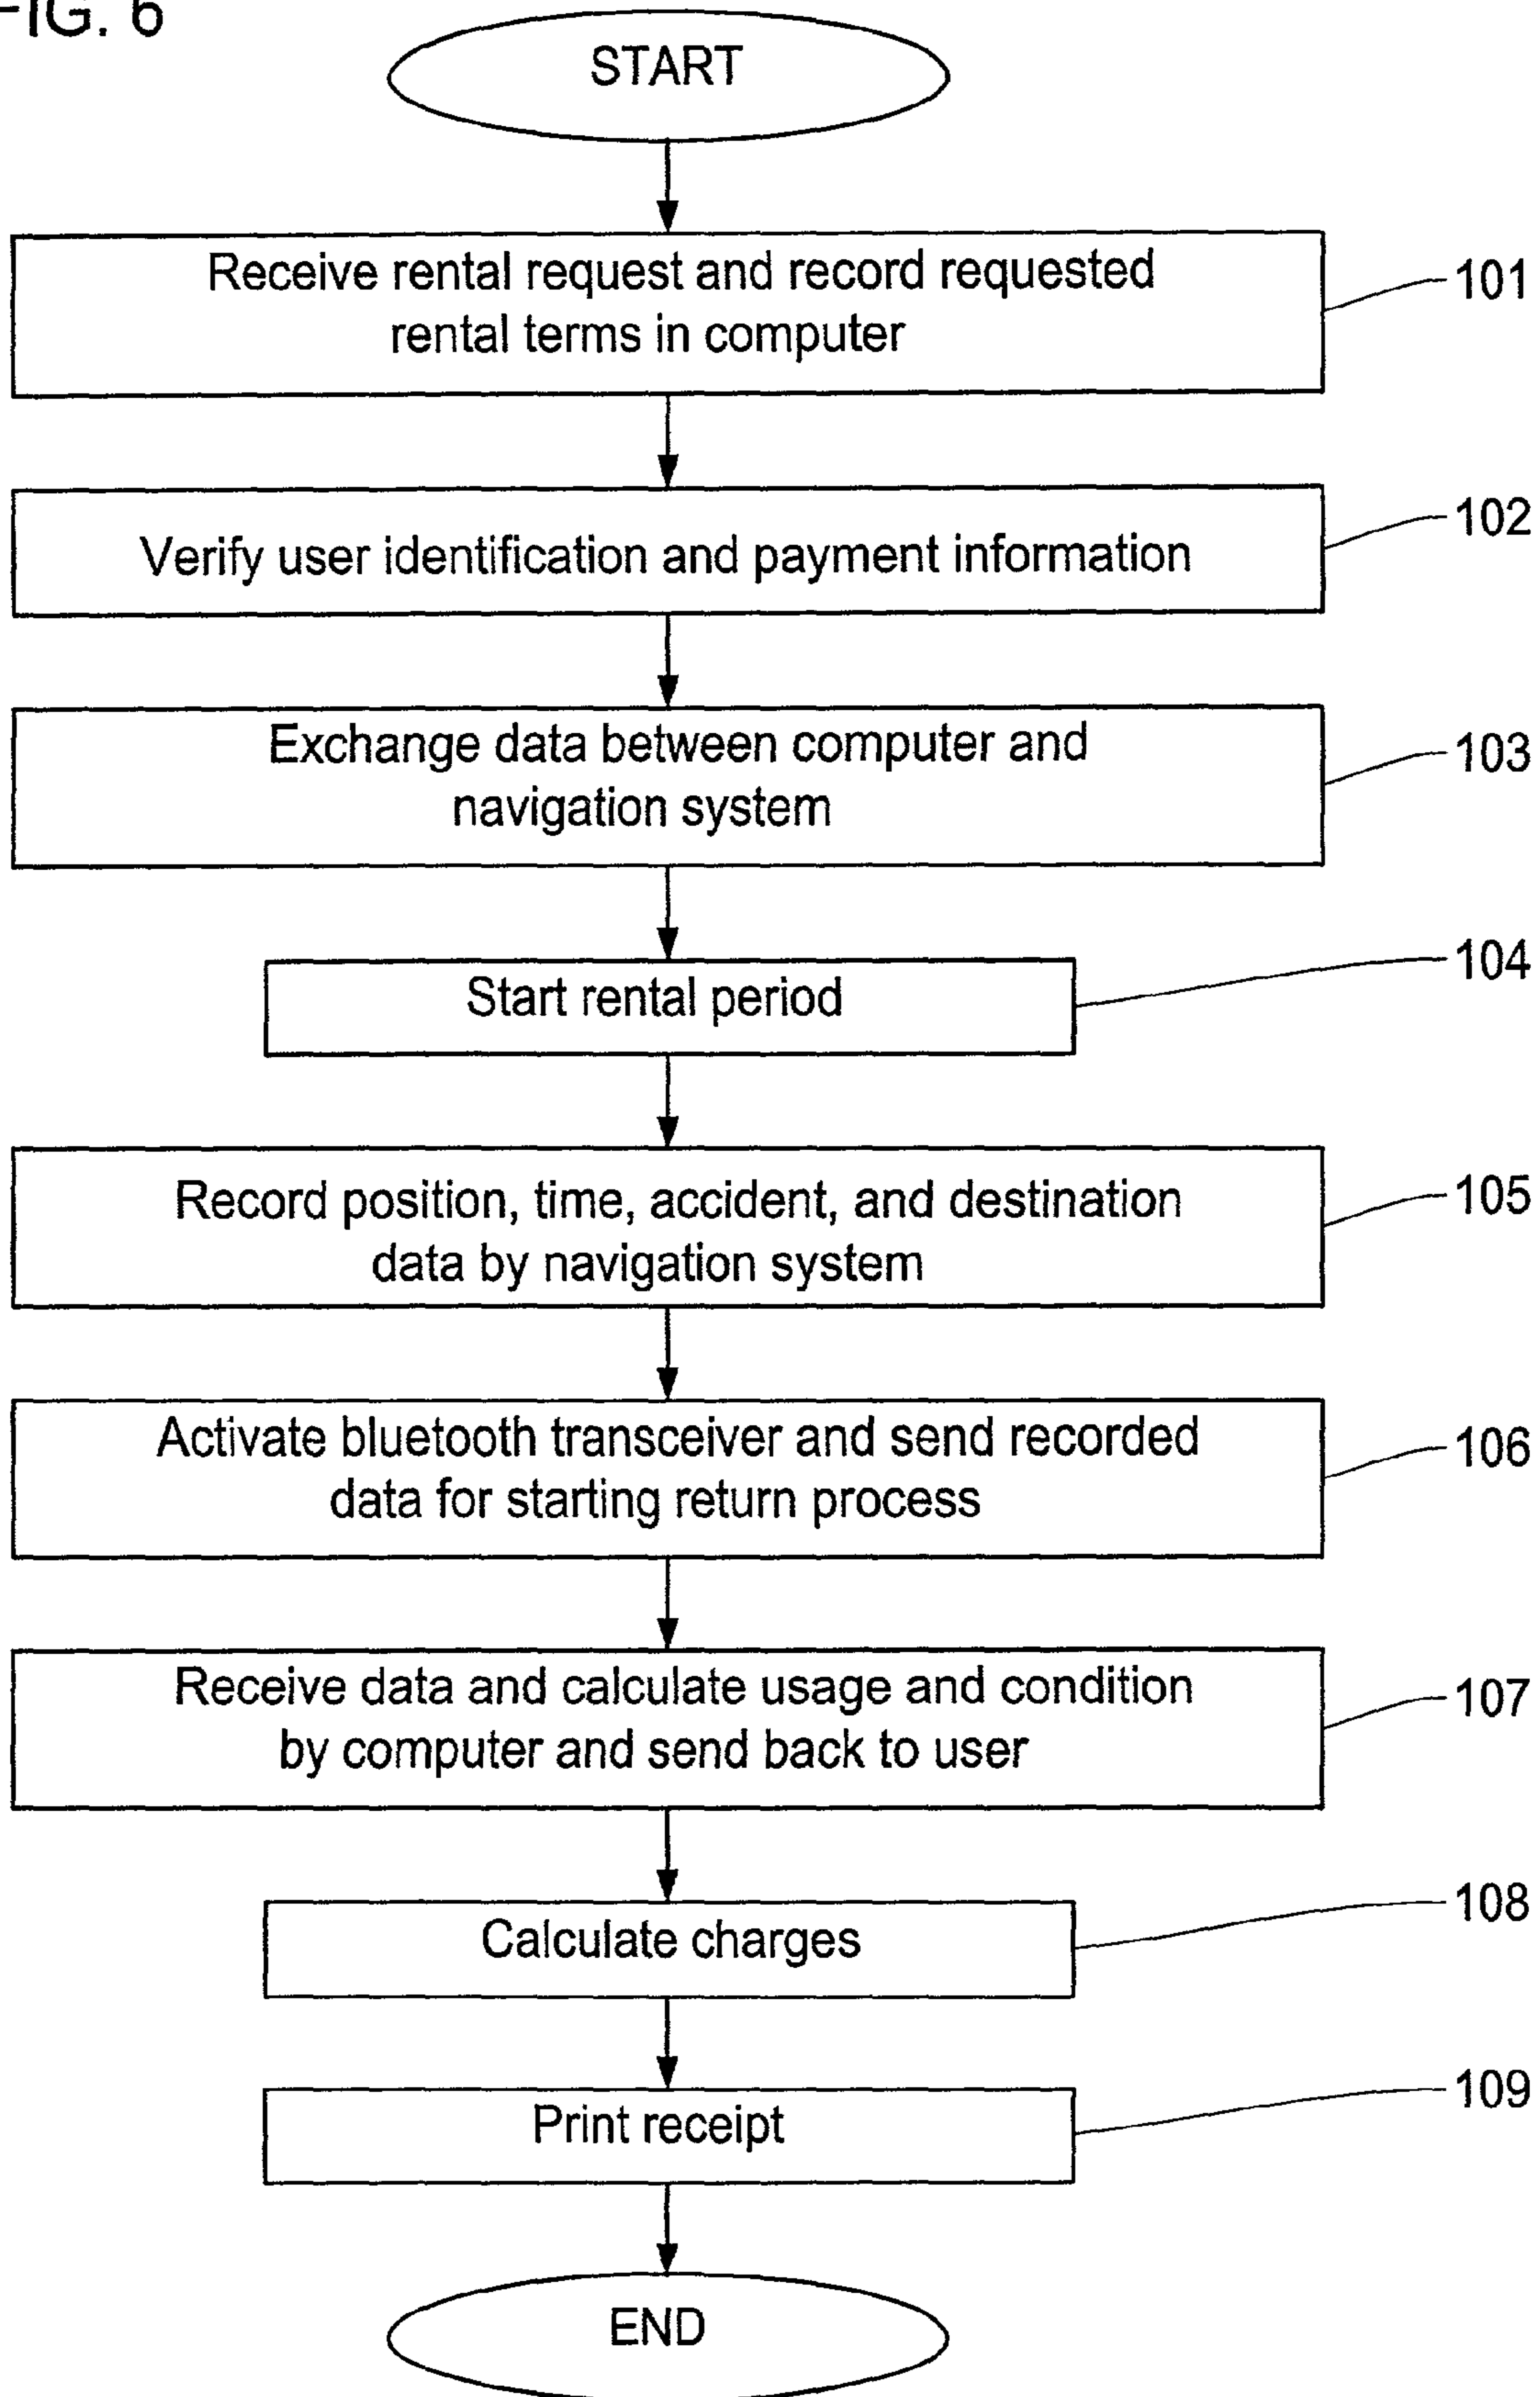 FIG. 6
START
Receive rental request and record requested
rental terms in computer
101
Verify user identification and payment information
102
Exchange data between computer and
navigation system
103
Start rental period
104
Record position, time, accident, and destination
data by navigation system
105
Activate bluetooth transceiver and send recorded
data for starting return process
106
Receive data and calculate usage and condition
by computer and send back to user
107
Calculate charges
108
Print receipt
109
END